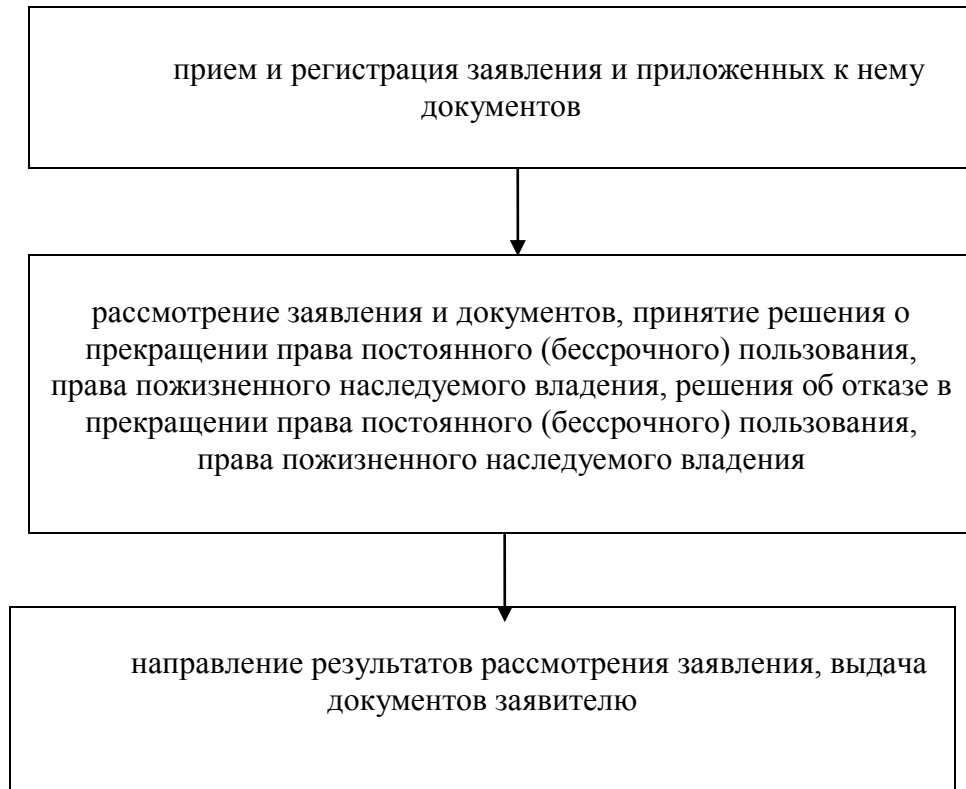 прием и регистрация заявления и приложенных к нему
документов
рассмотрение заявления и документов, принятие решения о
прекращении права постоянного (бессрочного) пользования,
права пожизненного наследуемого владения, решения об отказе в
прекращении права постоянного (бессрочного) пользования,
права пожизненного наследуемого владения
направление результатов рассмотрения заявления, выдача
документов заявителю